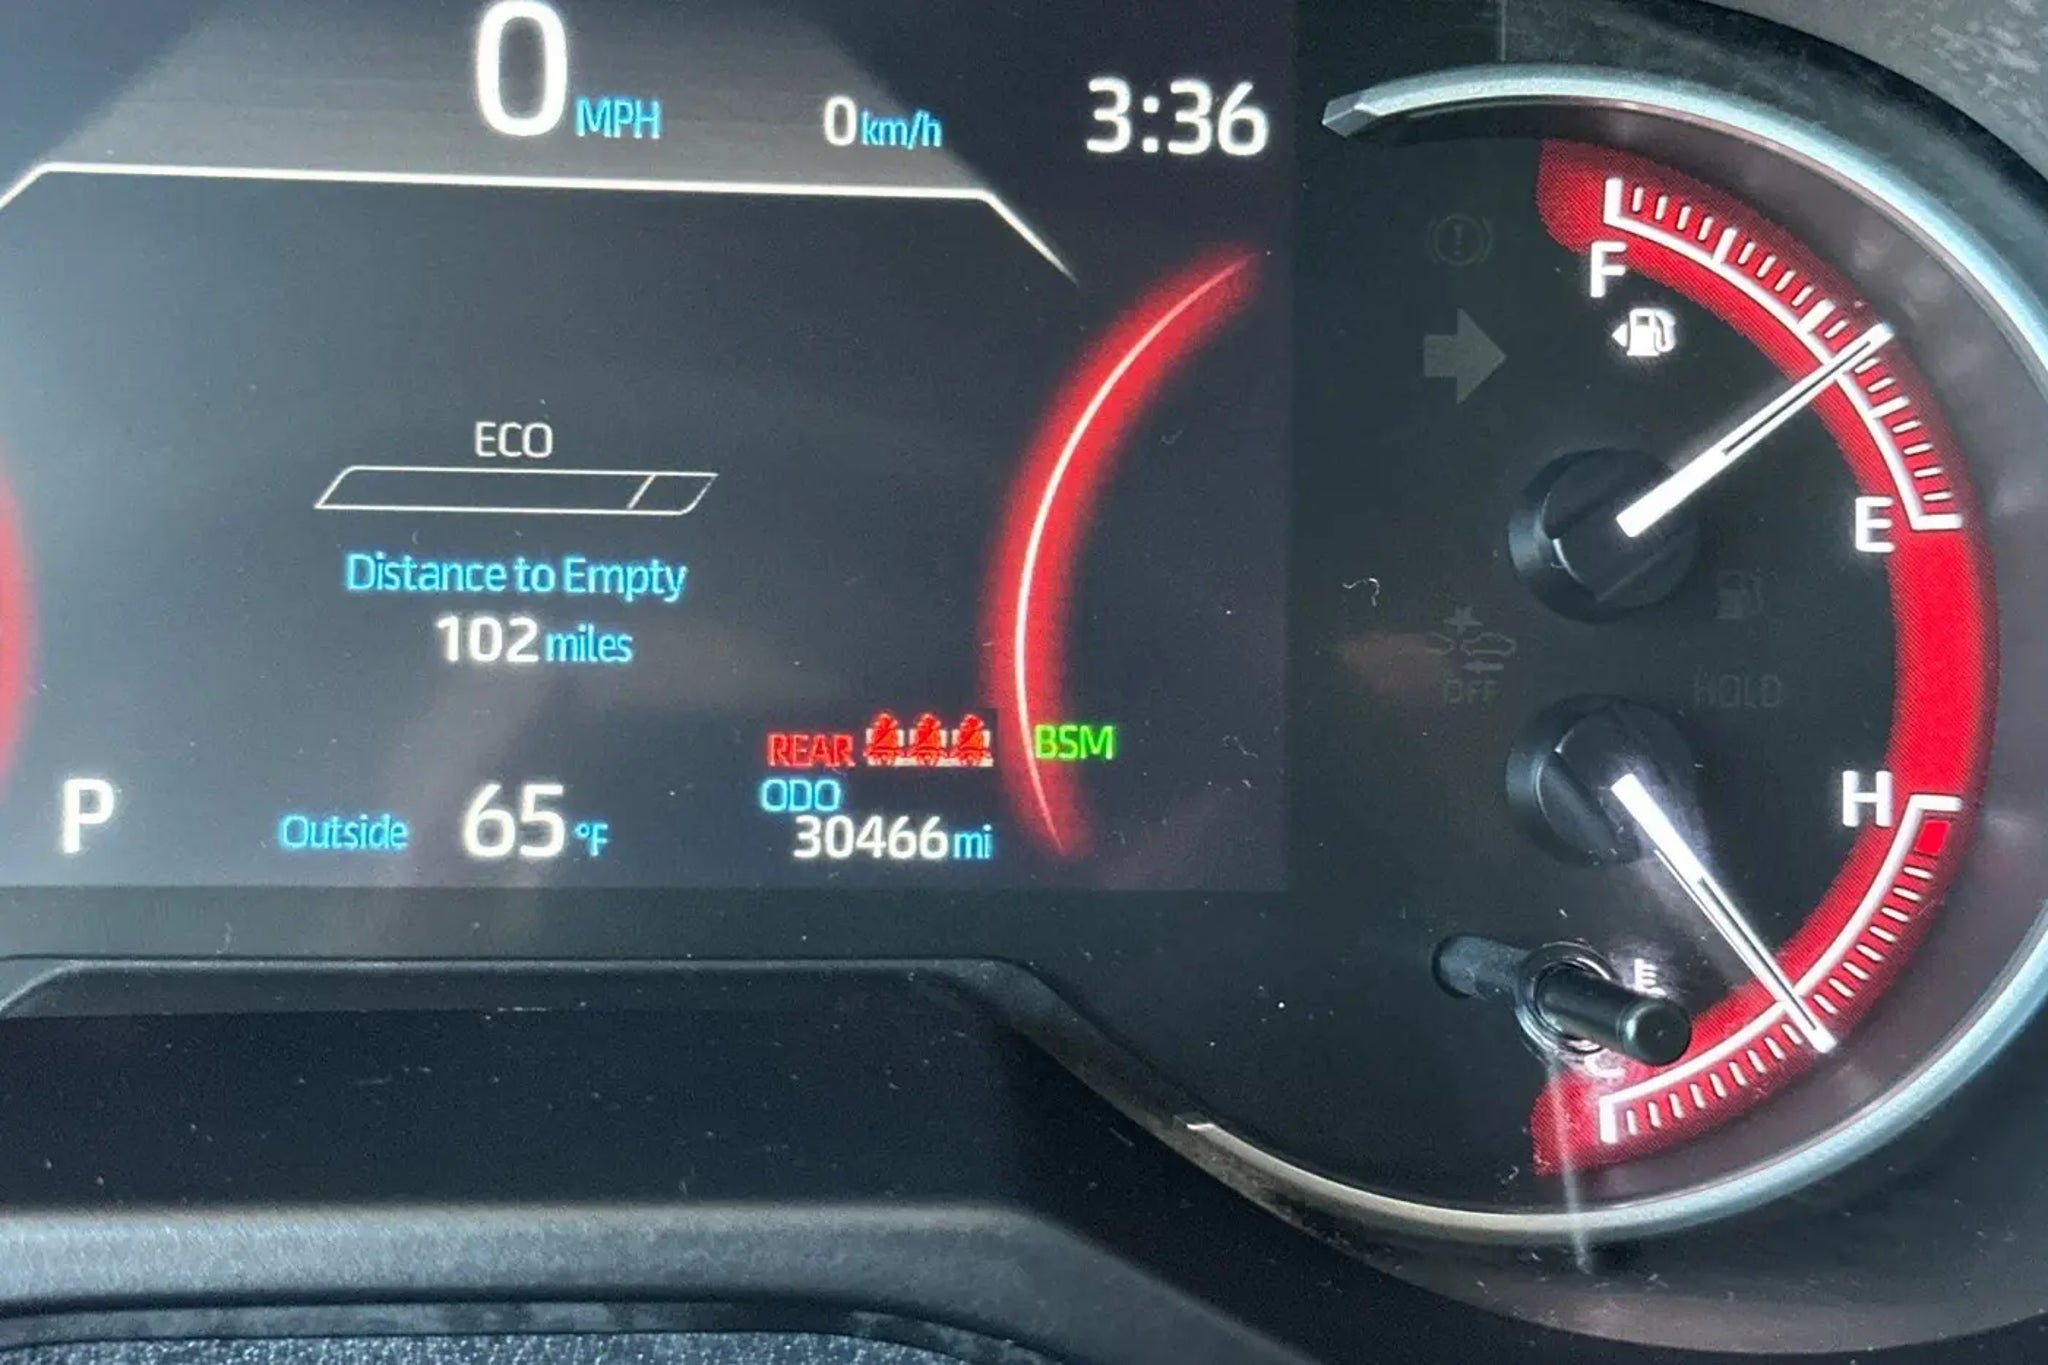 0 MPH 0 km/h 3:36
ECO
Distance to Empty
102 miles
REAR BSM
ODO
P Outside 65 °F 30466 mi
F
E
OFF HOLD
H
E
C